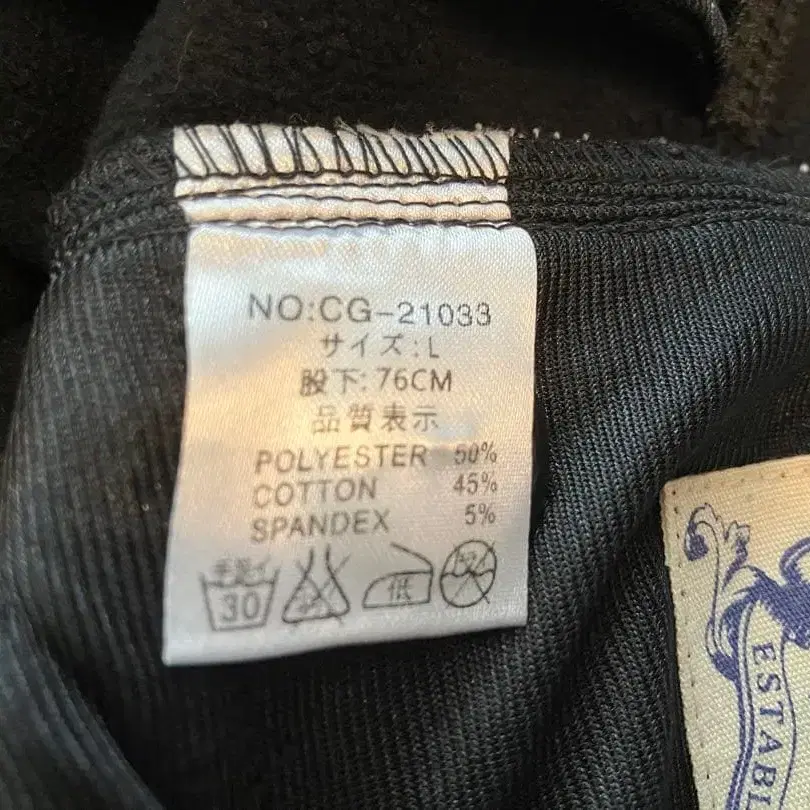 NO:CG-21033
サイズ:L
股下:76CM
品質表示
POLYESTER 50%
COTTON 45%
SPANDEX 5%
30 低
ESTABL